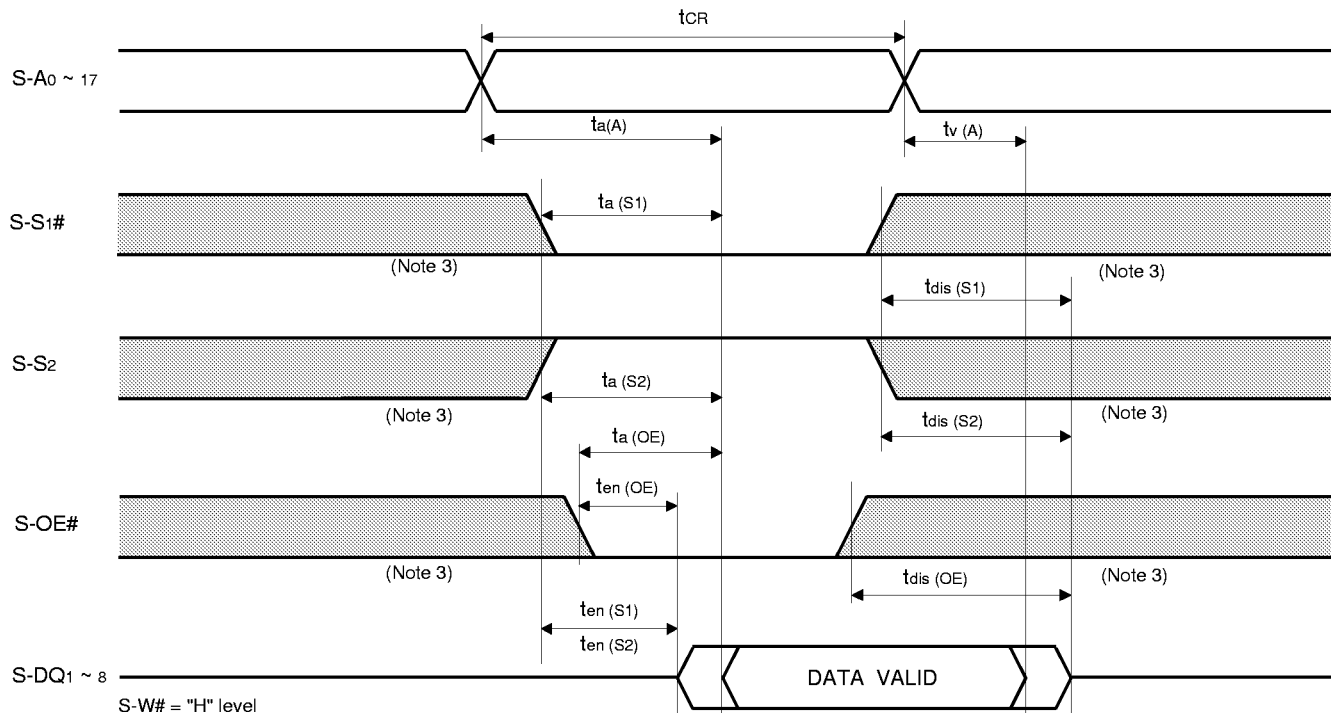 tCR
S-A0 ~ 17
ta(A)
tv (A)
ta (S1)
S-S1#
(Note 3)
(Note 3)
tdis (S1)
S-S2
ta (S2)
(Note 3)
(Note 3)
tdis (S2)
ta (OE)
ten (OE)
S-OE#
(Note 3)
(Note 3)
tdis (OE)
ten (S1)
ten (S2)
S-DQ1 ~ 8
DATA VALID
S-W# = "H" level